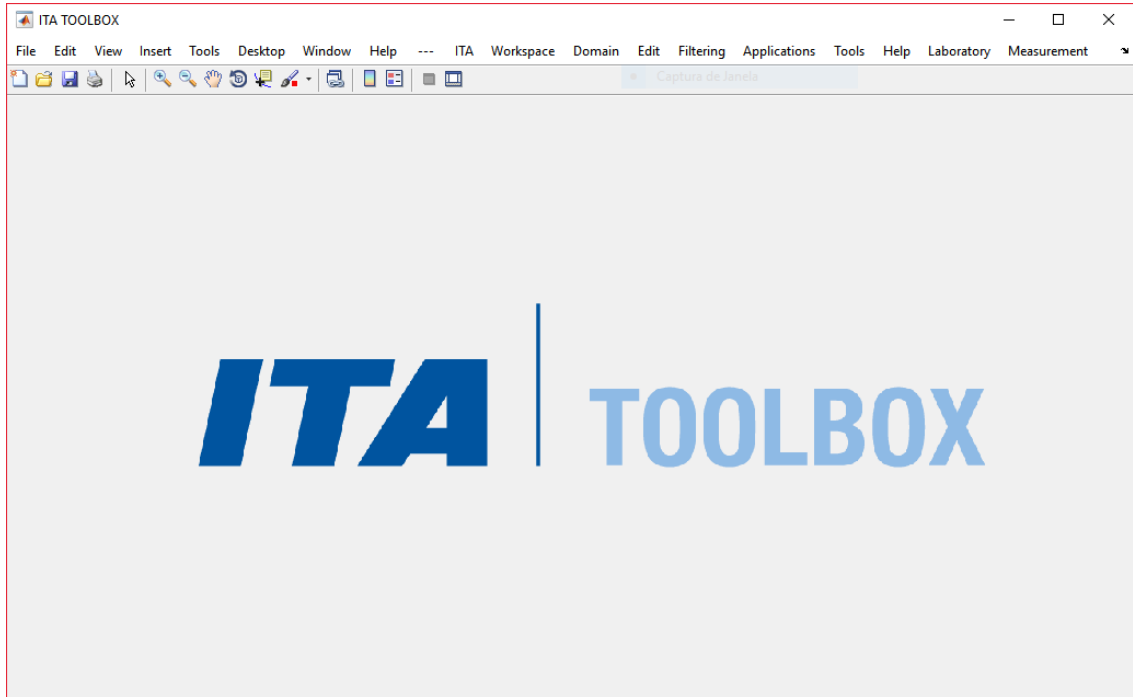 ITA TOOLBOX
File Edit View Insert Tools Desktop Window Help --- ITA Workspace Domain Edit Filtering Applications Tools Help Laboratory Measurement
Captura de Janela
ITA TOOLBOX